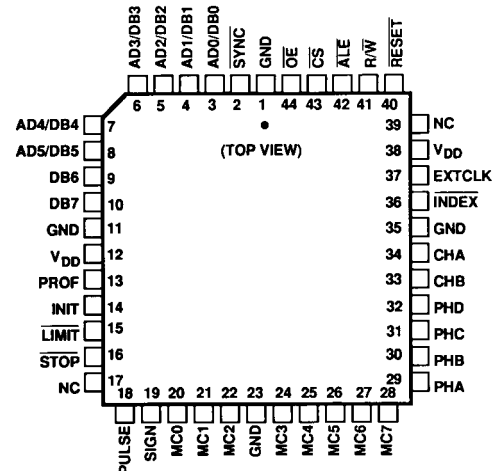 AD3/DB3 AD2/DB2 AD1/DB1 AD0/DB0 SYNC GND OE CS ALE R/W RESET
6 5 4 3 2 1 44 43 42 41 40
AD4/DB4 7
AD5/DB5 8
DB6 9
DB7 10
GND 11
VDD 12
PROF 13
INIT 14
LIMIT 15
STOP 16
NC 17
(TOP VIEW)
39 NC
38 VDD
37 EXTCLK
36 INDEX
35 GND
34 CHA
33 CHB
32 PHD
31 PHC
30 PHB
29 PHA
18 19 20 21 22 23 24 25 26 27 28
PULSE SIGN MC0 MC1 MC2 GND MC3 MC4 MC5 MC6 MC7